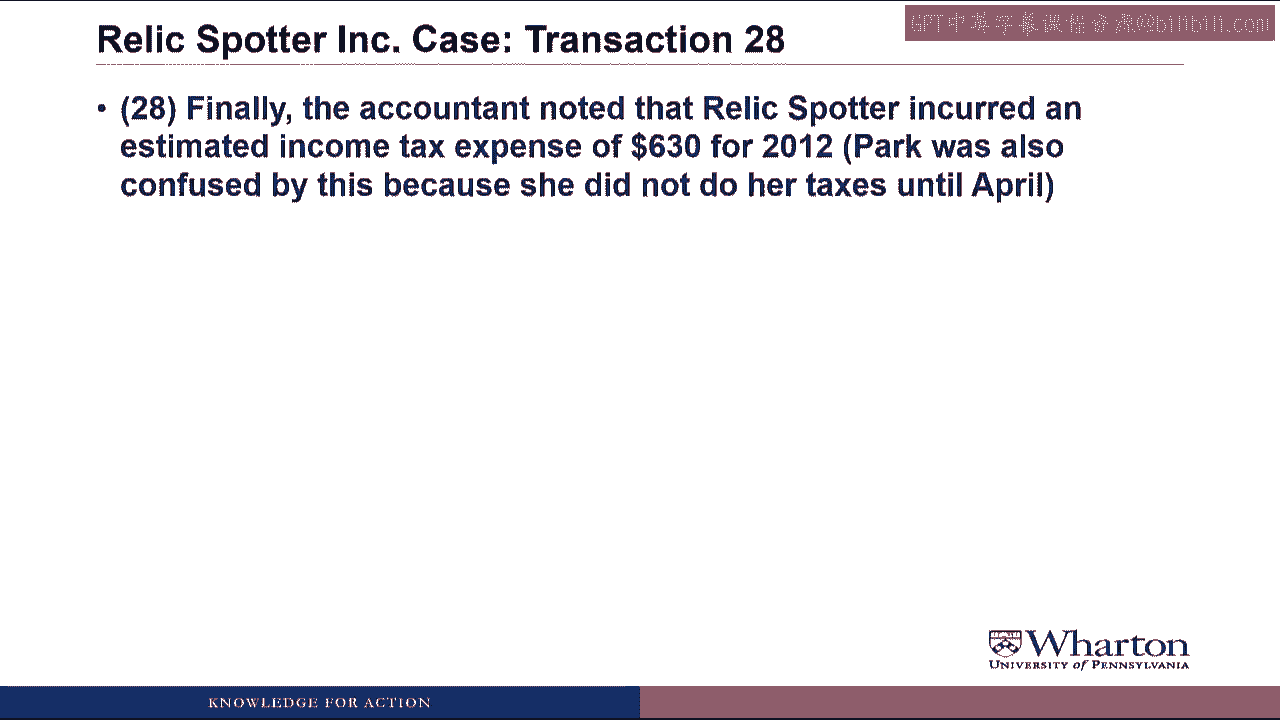 Relic Spotter Inc. Case: Transaction 28
GPT中英字幕课程资源@bilibili.com
• (28) Finally, the accountant noted that Relic Spotter incurred an
estimated income tax expense of $630 for 2012 (Park was also
confused by this because she did not do her taxes until April)
Wharton
UNIVERSITY of PENNSYLVANIA
KNOWLEDGE FOR ACTION